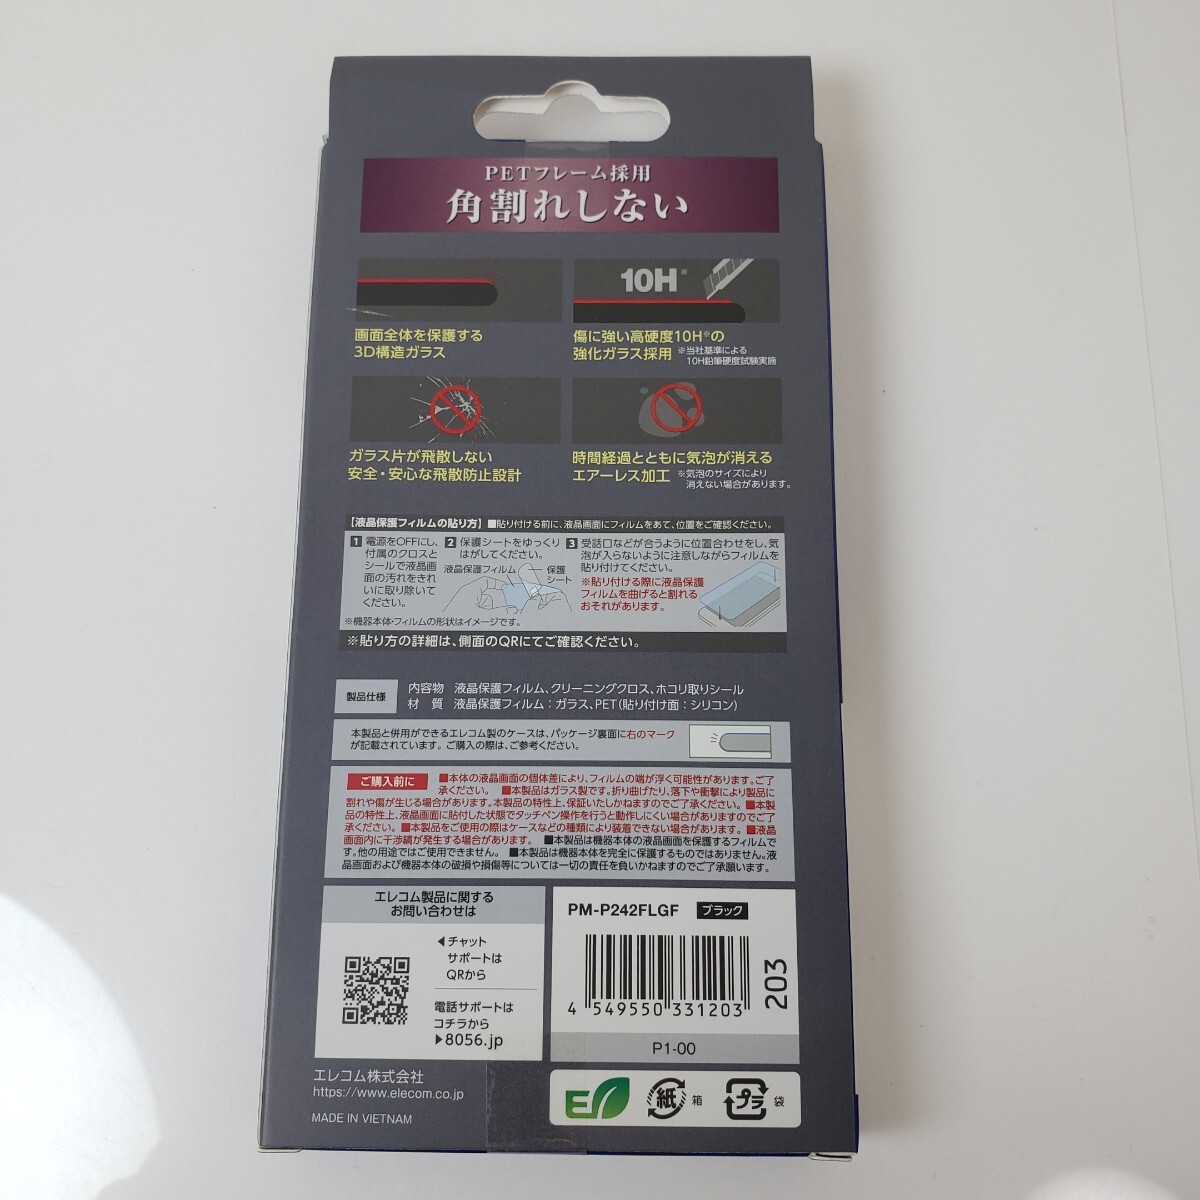 PETフレーム採用
角割れしない
画面全体を保護する
3D構造ガラス
10H※
傷に強い高硬度10H※の
強化ガラス採用 ※当社基準による
10H鉛筆硬度試験実施
ガラス片が飛散しない
安全・安心な飛散防止設計
時間経過とともに気泡が消える
エアーレス加工 ※気泡のサイズにより
消えない場合があります。
【液晶保護フィルムの貼り方】 ■貼り付ける前に、液晶画面にフィルムをあて、位置をご確認ください。
1 電源をOFFにし、
付属のクロスと
シールで液晶画
面の汚れをきれ
いに取り除いて
ください。
2 保護シートをゆっくり
はがしてください。
液晶保護フィルム
保護
シート
3 受話口などが合うように位置合わせをし、気
泡が入らないように注意しながらフィルムを
貼り付けてください。
※貼り付ける際に液晶保護
フィルムを曲げると割れる
おそれがあります。
※機器本体・フィルムの形状はイメージです。
※貼り方の詳細は、側面のQRにてご確認ください。
製品仕様
内容物 液晶保護フィルム、クリーニングクロス、ホコリ取りシール
材 質 液晶保護フィルム：ガラス、PET（貼り付け面：シリコン）
本製品と併用ができるエレコム製のケースは、パッケージ裏面に右のマーク
が記載されています。ご購入の際は、ご参考ください。
ご購入前に ■本体の液晶画面の個体差により、フィルムの端が浮く可能性があります。ご了
承ください。 ■本製品はガラス製です。折り曲げたり、落下や衝撃により製品に
割れや傷が生じる場合があります。本製品の特性上、保証いたしかねますのでご了承ください。 ■本製
品の特性上、液晶画面に貼付した状態でタッチペン操作を行うと動作しにくい場合がありますのでご了
承ください。 ■本製品をご使用の際はケースなどの種類により装着できない場合があります。 ■液晶
画面内に干渉縞が発生する場合があります。 ■本製品は機器本体の液晶画面を保護するフィルムで
す。他の用途ではご使用できません。 ■本製品は機器本体を完全に保護するものではありません。液
晶画面および機器本体の破損や損傷等については一切の責任を負いかねますのでご了承願います。
エレコム製品に関する
お問い合わせは
◀チャット
サポートは
QRから
電話サポートは
コチラから
▶8056.jp
PM-P242FLGF ブラック
4 549550 331203
203
P1-00
エレコム株式会社
https://www.elecom.co.jp
MADE IN VIETNAM
E
紙 箱
プラ 袋